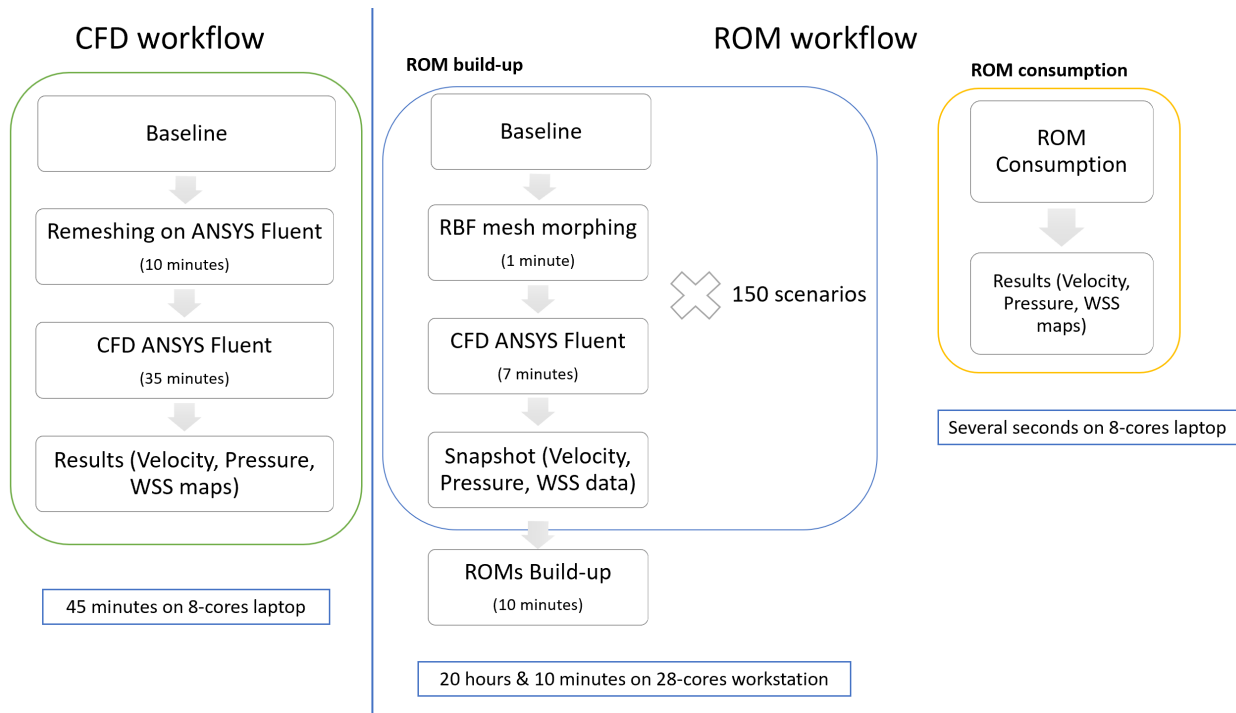 CFD workflow
Baseline
Remeshing on ANSYS Fluent
(10 minutes)
CFD ANSYS Fluent
(35 minutes)
Results (Velocity, Pressure,
WSS maps)
45 minutes on 8-cores laptop
ROM workflow
ROM build-up
Baseline
RBF mesh morphing
(1 minute)
CFD ANSYS Fluent
(7 minutes)
Snapshot (Velocity,
Pressure, WSS data)
150 scenarios
ROMs Build-up
(10 minutes)
20 hours & 10 minutes on 28-cores workstation
ROM consumption
ROM
Consumption
Results (Velocity,
Pressure, WSS
maps)
Several seconds on 8-cores laptop